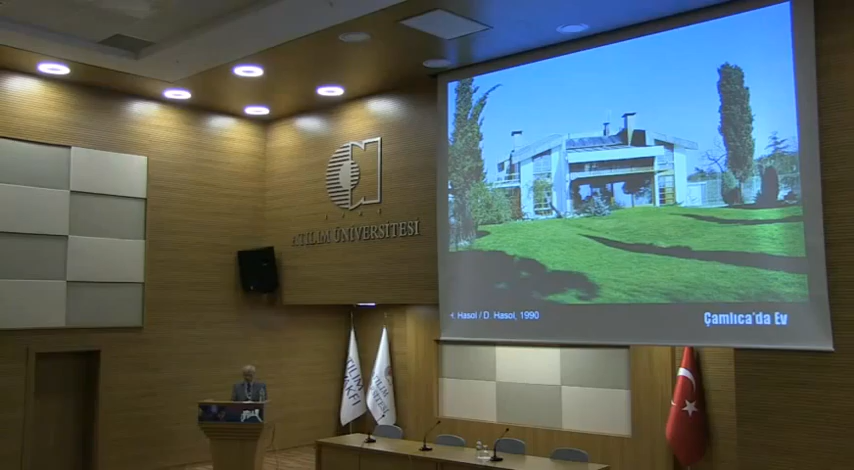 ATILIM ÜNİVERSİTESİ
H. Hasol / D. Hasol, 1990
Çamlıca'da Ev